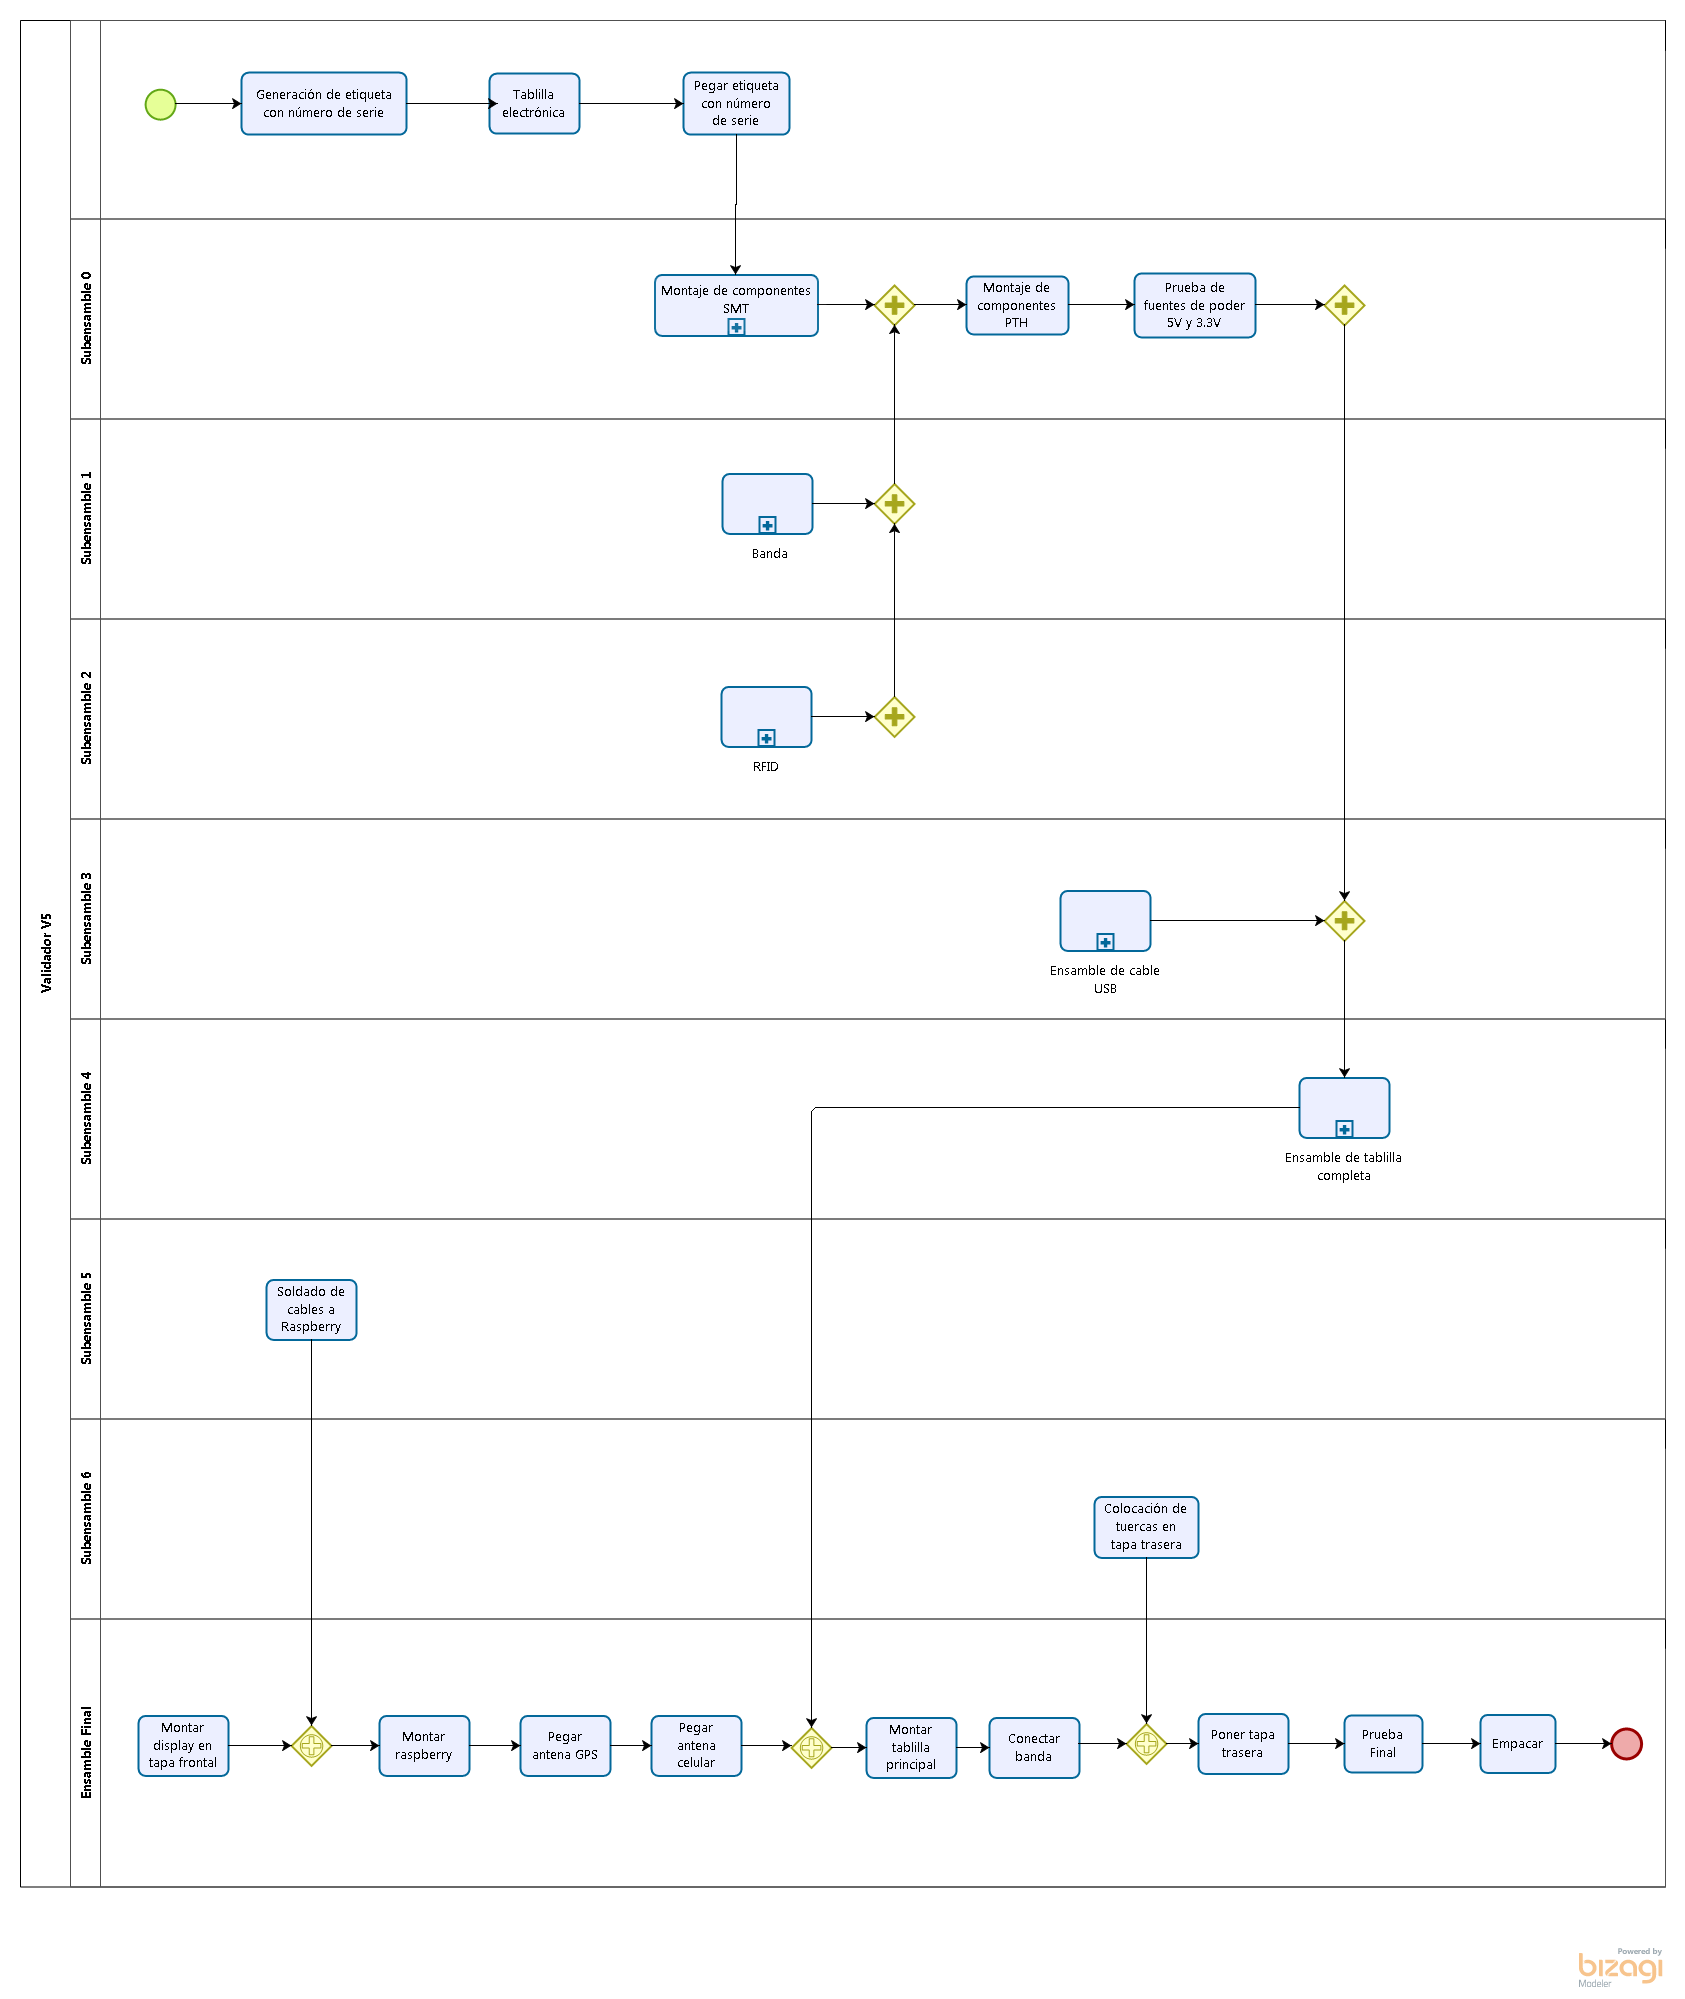 Validador V5
Generación de etiqueta
con número de serie
Tablilla
electrónica
Pegar etiqueta
con número
de serie
Subensamble 0
Montaje de componentes
SMT
Montaje de
componentes
PTH
Prueba de
fuentes de poder
5V y 3.3V
Subensamble 1
Banda
Subensamble 2
RFID
Subensamble 3
Ensamble de cable
USB
Subensamble 4
Ensamble de tablilla
completa
Subensamble 5
Soldado de
cables a
Raspberry
Subensamble 6
Colocación de
tuercas en
tapa trasera
Ensamble Final
Montar
display en
tapa frontal
Montar
raspberry
Pegar
antena GPS
Pegar
antena
celular
Montar
tablilla
principal
Conectar
banda
Poner tapa
trasera
Prueba
Final
Empacar
Powered by
bizagi
Modeler